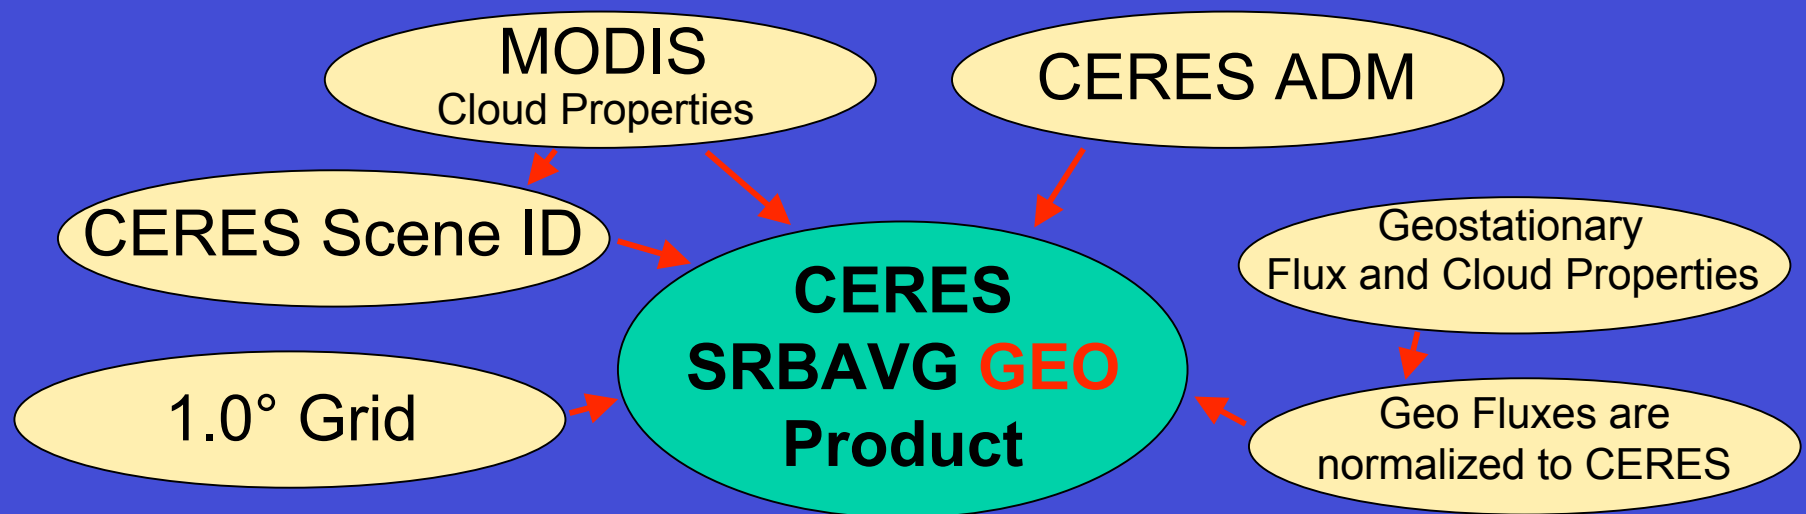 MODIS
Cloud Properties
CERES ADM
CERES Scene ID
Geostationary
Flux and Cloud Properties
CERES
SRBAVG GEO
Product
1.0° Grid
Geo Fluxes are
normalized to CERES